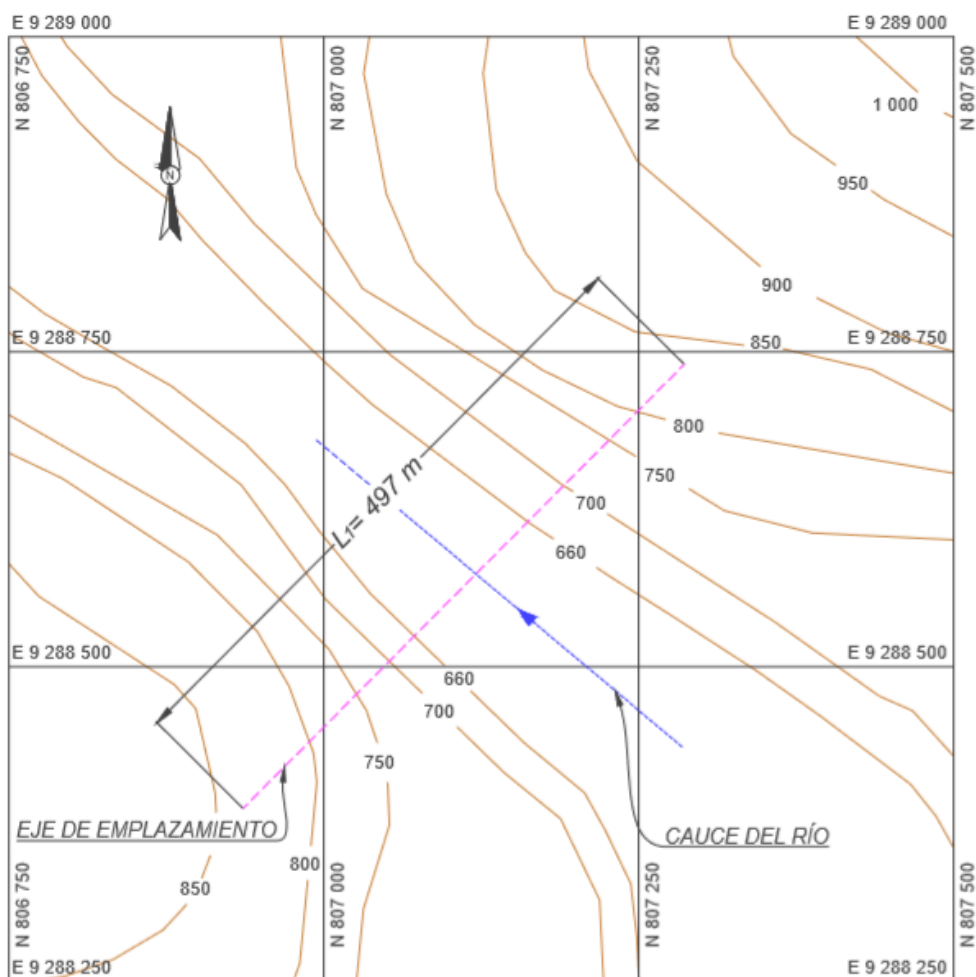 E 9 289 000
E 9 289 000
N 806 750
N 807 000
N 807 250
N 807 500
1 000
950
N
900
E 9 288 750
850
E 9 288 750
800
750
L1= 497 m
700
660
E 9 288 500
E 9 288 500
660
700
750
EJE DE EMPLAZAMIENTO
CAUCE DEL RÍO
800
850
N 806 750
N 807 000
N 807 250
N 807 500
E 9 288 250
E 9 288 250